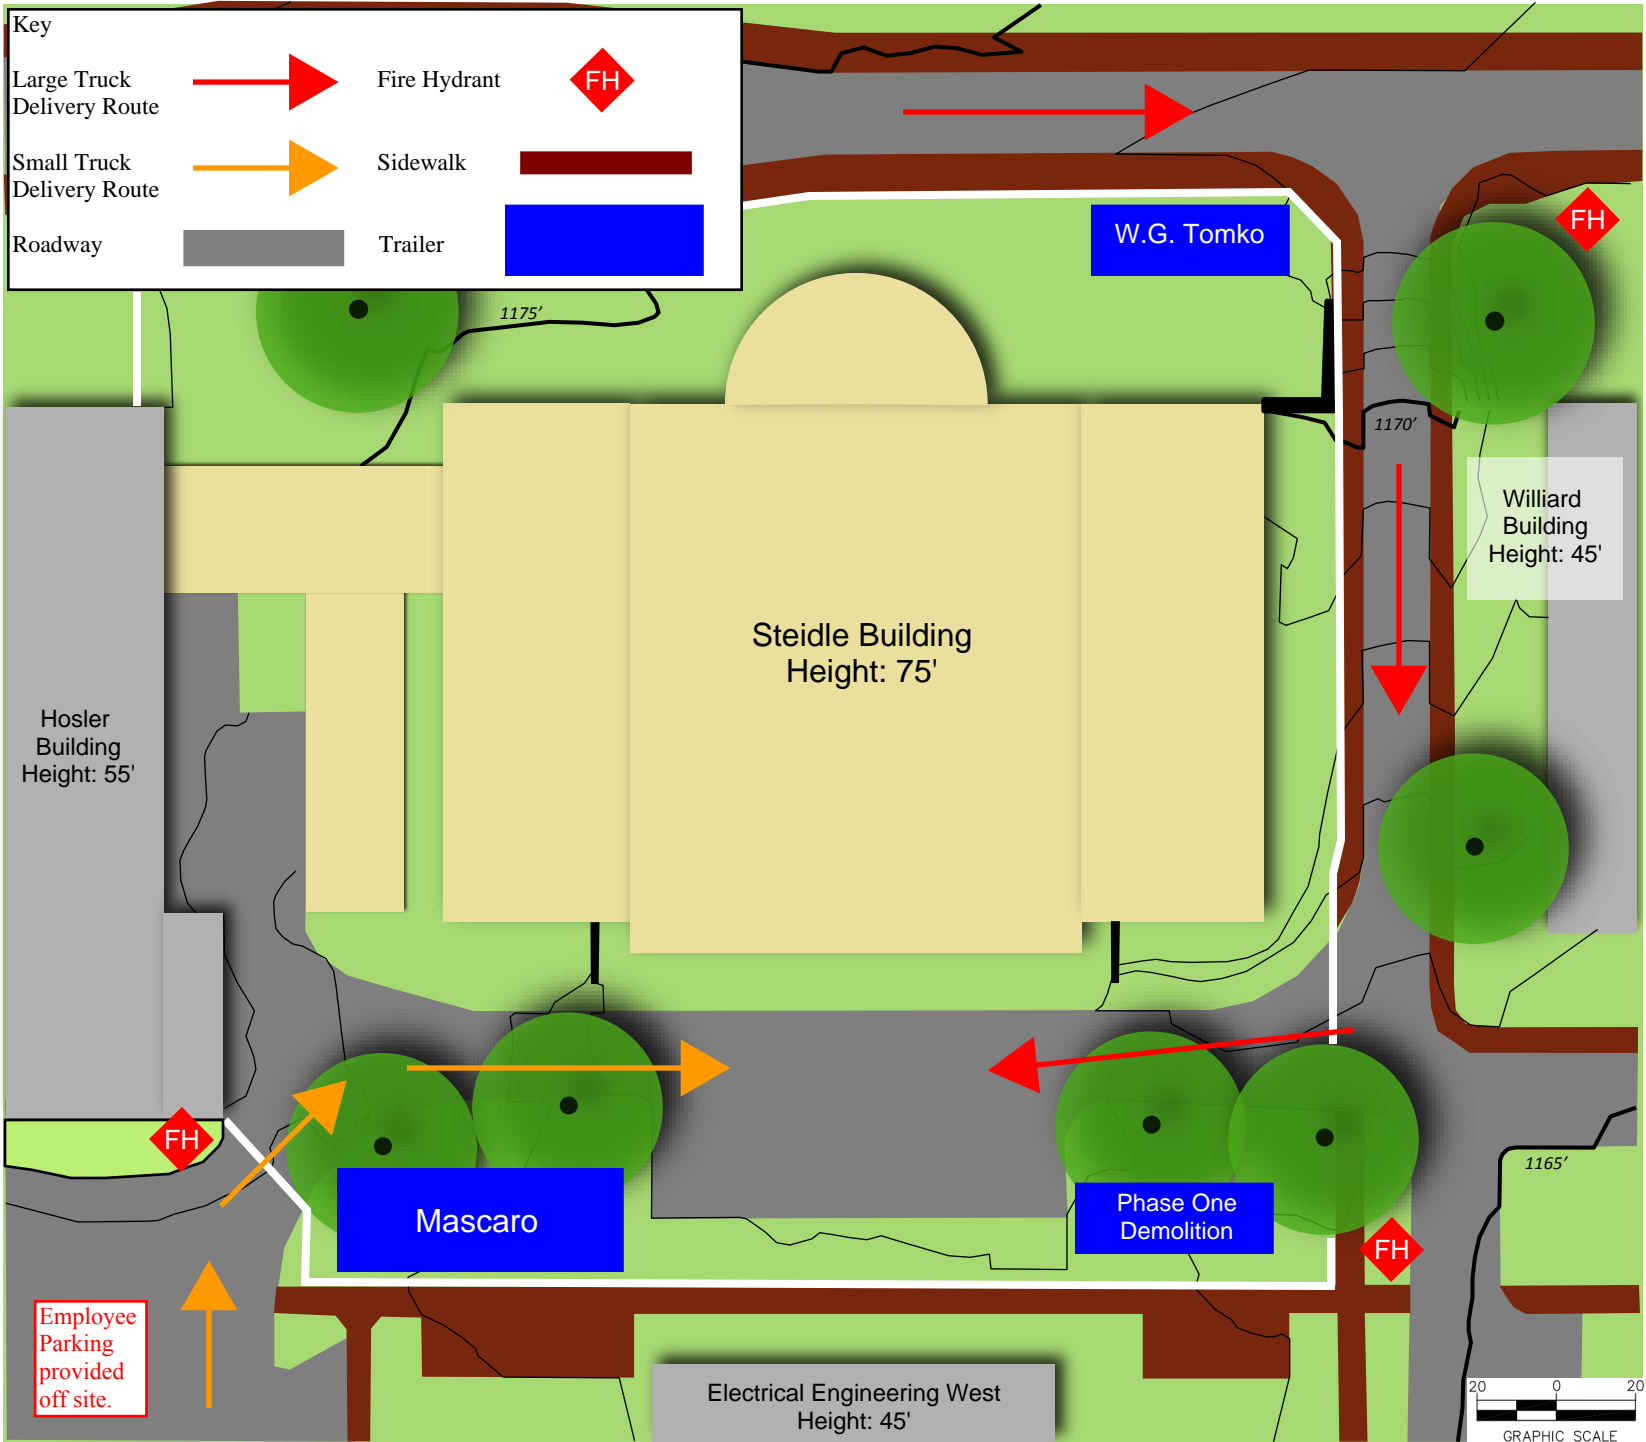 Key
Large Truck
Delivery Route
Fire Hydrant
FH
Small Truck
Delivery Route
Sidewalk
Roadway
Trailer
W.G. Tomko
FH
1175'
1170'
Williard
Building
Height: 45'
Steidle Building
Height: 75'
Hosler
Building
Height: 55'
FH
Mascaro
Phase One
Demolition
FH
1165'
Employee
Parking
provided
off site.
Electrical Engineering West
Height: 45'
20 0 20
GRAPHIC SCALE